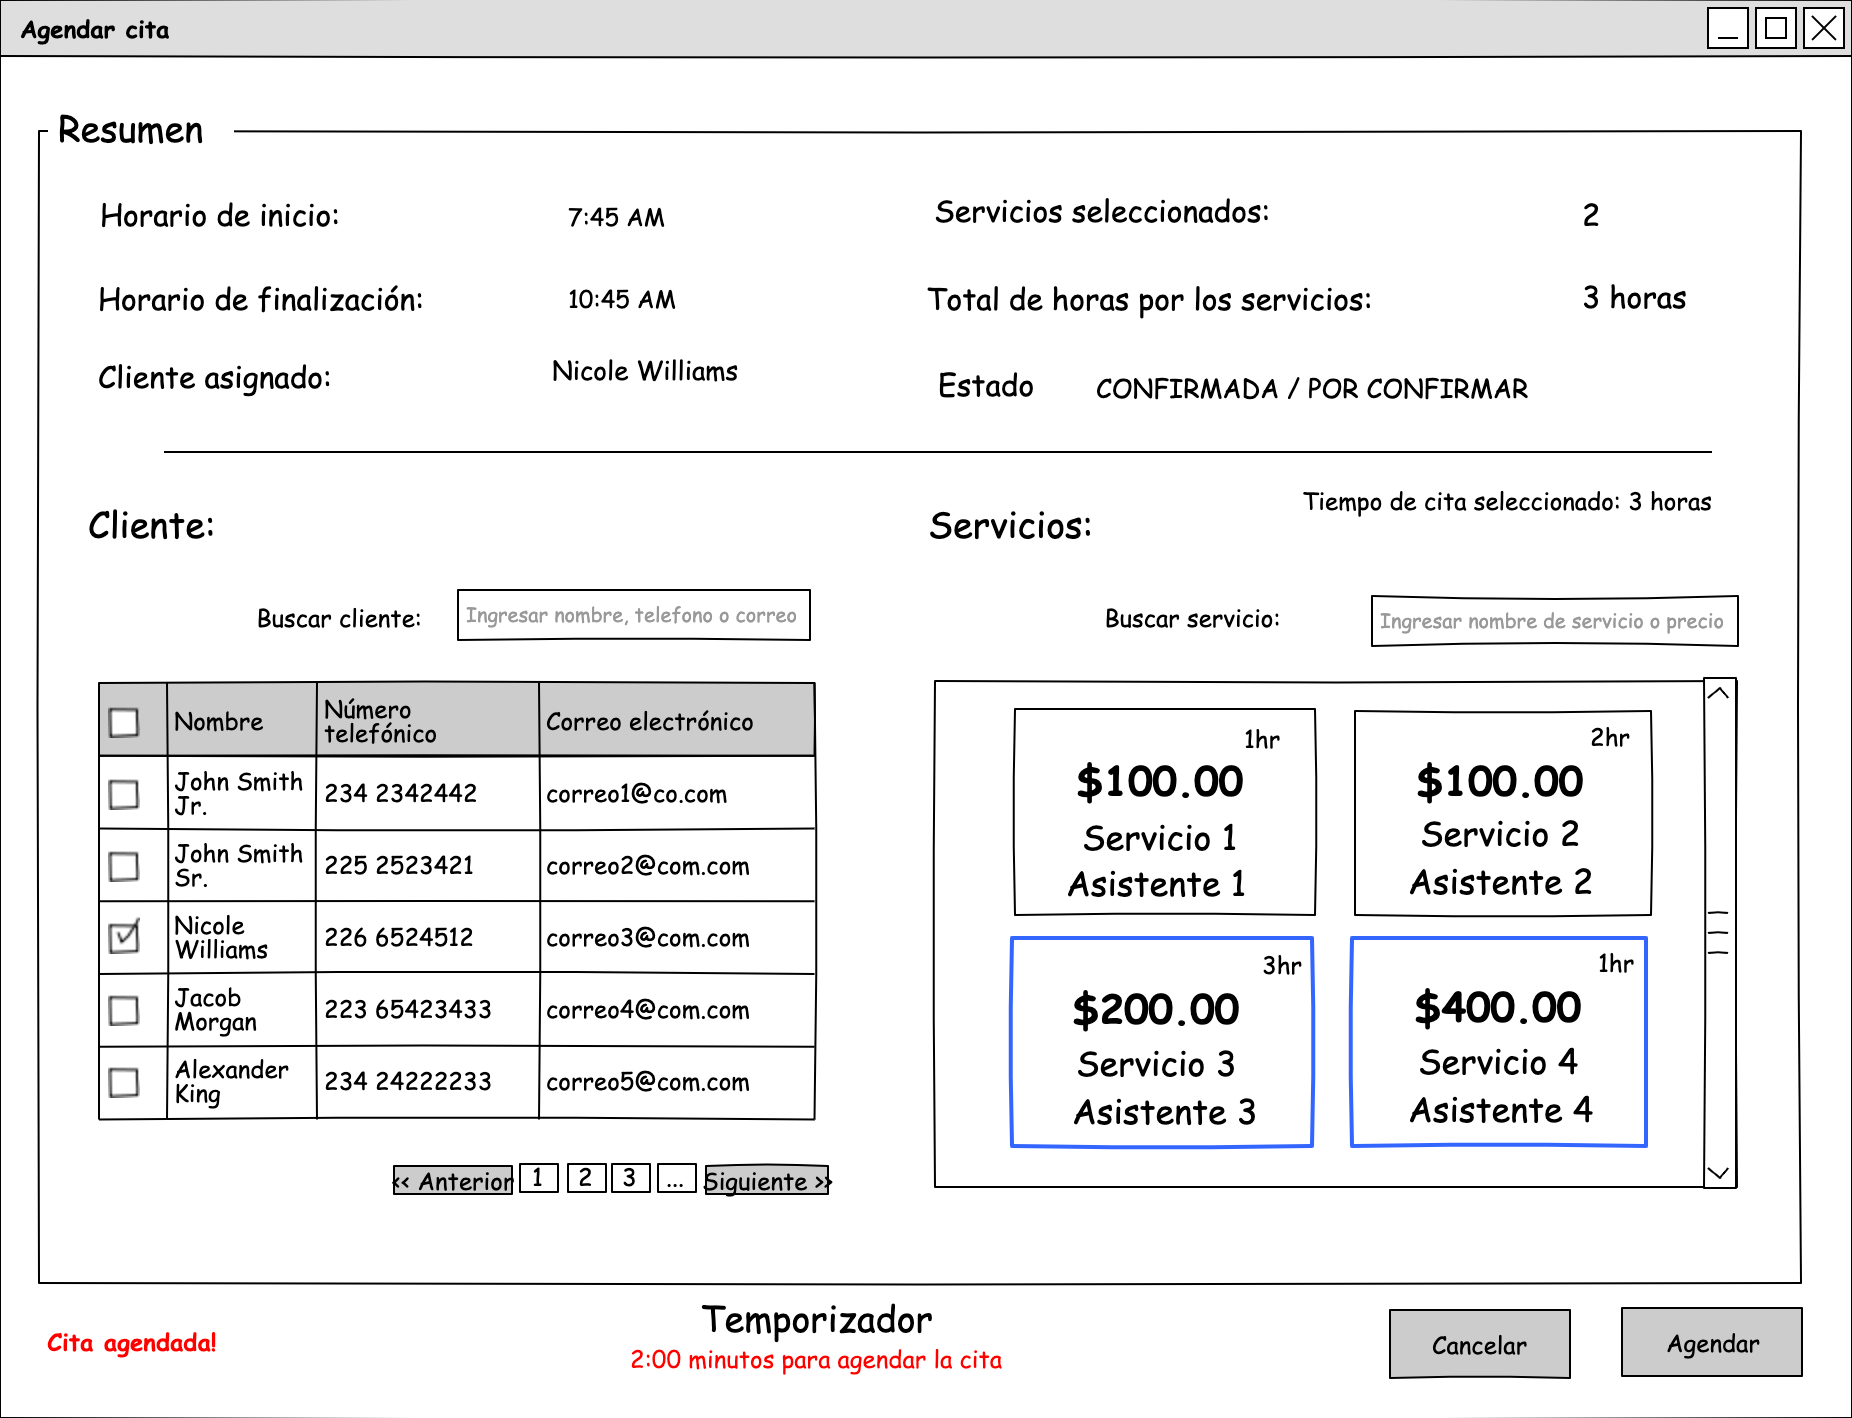 Agendar cita
Resumen
Horario de inicio: 7:45 AM
Servicios seleccionados: 2
Horario de finalización: 10:45 AM
Total de horas por los servicios: 3 horas
Cliente asignado: Nicole Williams
Estado CONFIRMADA / POR CONFIRMAR
Cliente:
Buscar cliente: Ingresar nombre, telefono o correo
Nombre Número telefónico Correo electrónico
John Smith Jr. 234 2342442 correo1@co.com
John Smith Sr. 225 2523421 correo2@com.com
Nicole Williams 226 6524512 correo3@com.com
Jacob Morgan 223 65423433 correo4@com.com
Alexander King 234 24222233 correo5@com.com
<< Anterior 1 2 3 ... Siguiente >>
Tiempo de cita seleccionado: 3 horas
Servicios:
Buscar servicio: Ingresar nombre de servicio o precio
1hr
$100.00
Servicio 1
Asistente 1
2hr
$100.00
Servicio 2
Asistente 2
3hr
$200.00
Servicio 3
Asistente 3
1hr
$400.00
Servicio 4
Asistente 4
Cita agendada!
Temporizador
2:00 minutos para agendar la cita
Cancelar
Agendar